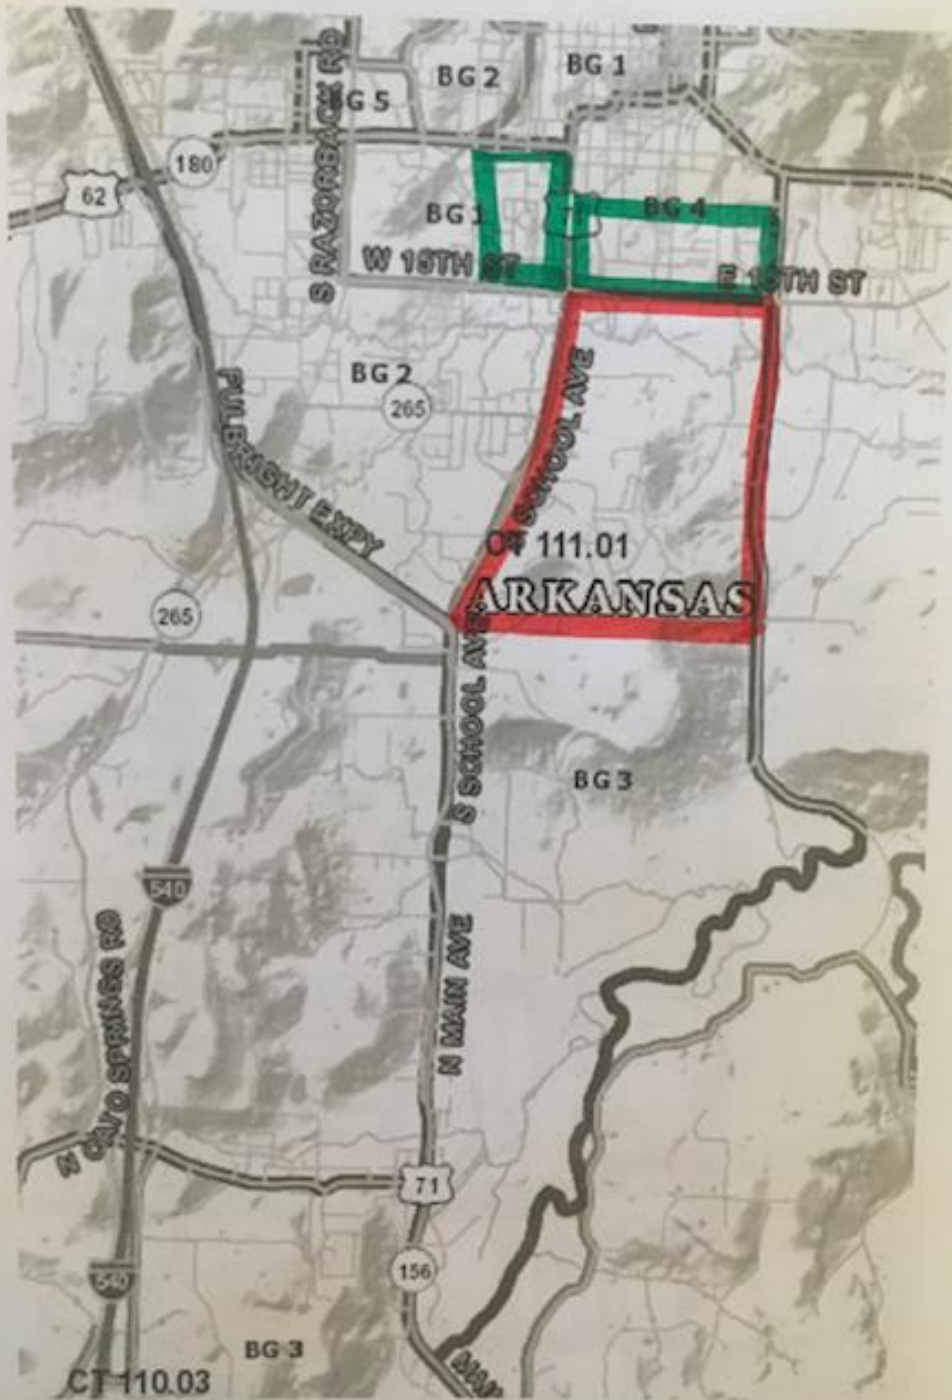 BG 1
BG 2
S RAZORBACK RD
BG 5
180
62
BG 1
BG 4
W 15TH ST
E 15TH ST
BG 2
265
SCHOOL AVE
FULBRIGHT EXPY
CT 111.01
ARKANSAS
265
S SCHOOL AVE
BG 3
540
N MAIN AVE
N CATO SPRINGS RD
71
156
540
BG 3
CT 110.03